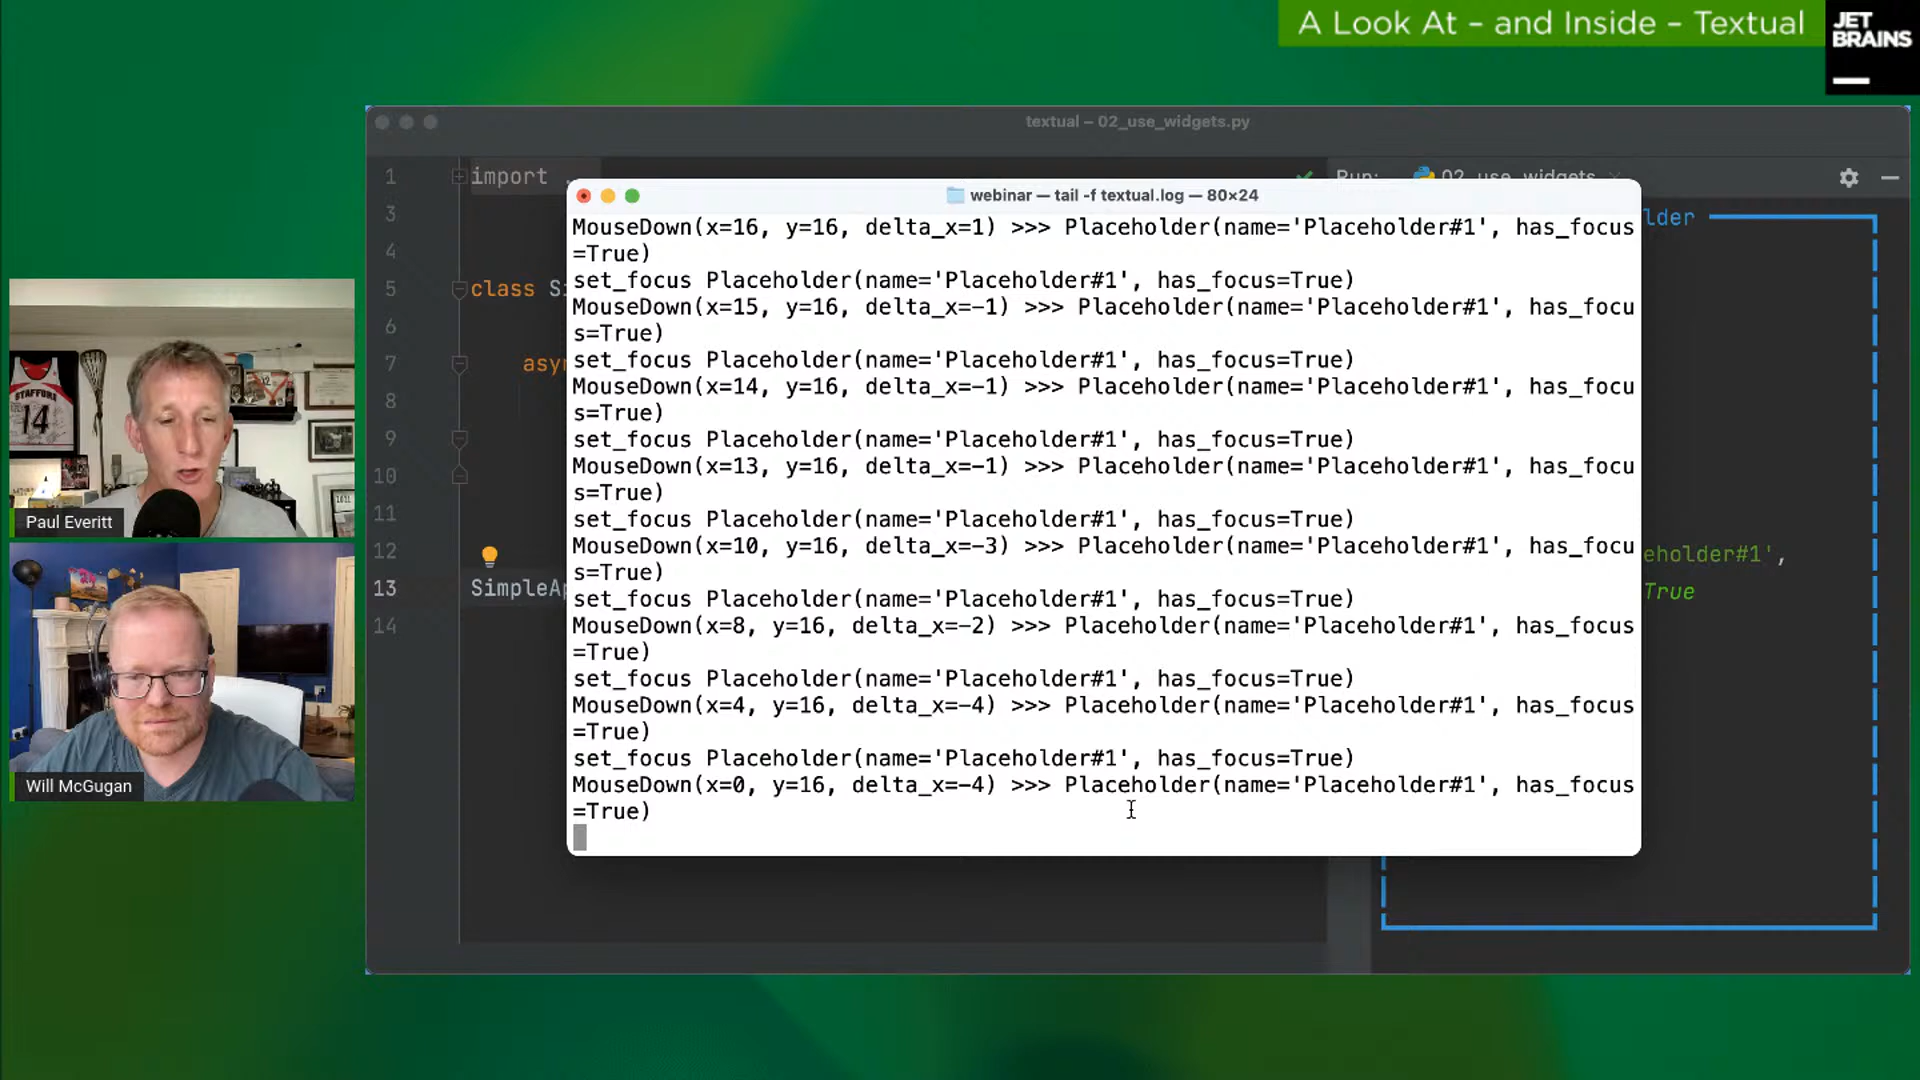 A Look At – and Inside – Textual
JET
BRAINS
textual – 02_use_widgets.py
1
import .
3
4
5
class S
6
7
asyn
8
9
10
11
12
13
SimpleA
14
Run:
02_use_widgets
lder
eholder#1',
True
webinar — tail -f textual.log — 80×24
MouseDown(x=16, y=16, delta_x=1) >>> Placeholder(name='Placeholder#1', has_focus
=True)
set_focus Placeholder(name='Placeholder#1', has_focus=True)
MouseDown(x=15, y=16, delta_x=-1) >>> Placeholder(name='Placeholder#1', has_focu
s=True)
set_focus Placeholder(name='Placeholder#1', has_focus=True)
MouseDown(x=14, y=16, delta_x=-1) >>> Placeholder(name='Placeholder#1', has_focu
s=True)
set_focus Placeholder(name='Placeholder#1', has_focus=True)
MouseDown(x=13, y=16, delta_x=-1) >>> Placeholder(name='Placeholder#1', has_focu
s=True)
set_focus Placeholder(name='Placeholder#1', has_focus=True)
MouseDown(x=10, y=16, delta_x=-3) >>> Placeholder(name='Placeholder#1', has_focu
s=True)
set_focus Placeholder(name='Placeholder#1', has_focus=True)
MouseDown(x=8, y=16, delta_x=-2) >>> Placeholder(name='Placeholder#1', has_focus
=True)
set_focus Placeholder(name='Placeholder#1', has_focus=True)
MouseDown(x=4, y=16, delta_x=-4) >>> Placeholder(name='Placeholder#1', has_focus
=True)
set_focus Placeholder(name='Placeholder#1', has_focus=True)
MouseDown(x=0, y=16, delta_x=-4) >>> Placeholder(name='Placeholder#1', has_focus
=True)
STAFFORD
14
Paul Everitt
Will McGugan